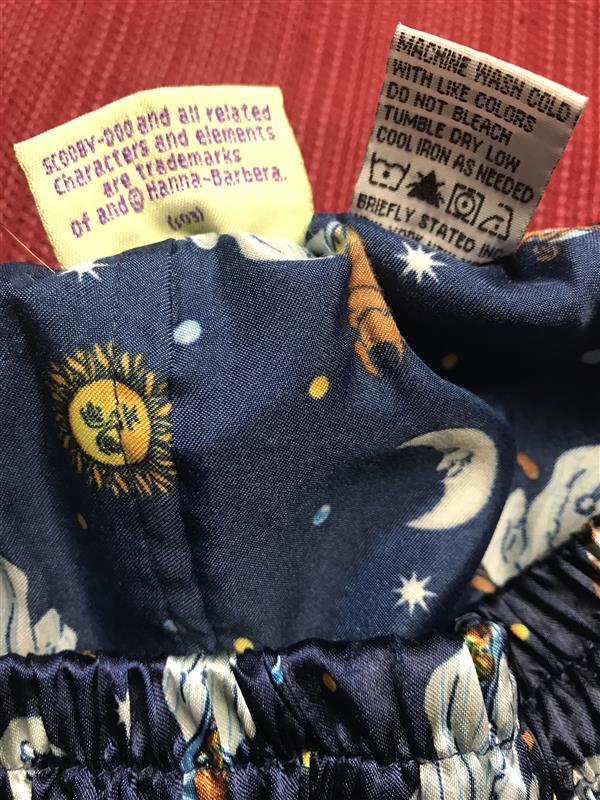 SCOOBY-DOO and all related
Characters and elements
are trademarks
of and © Hanna-Barbera.
(s03)
MACHINE WASH COLD
WITH LIKE COLORS
DO NOT BLEACH
TUMBLE DRY LOW
COOL IRON AS NEEDED
BRIEFLY STATED INC